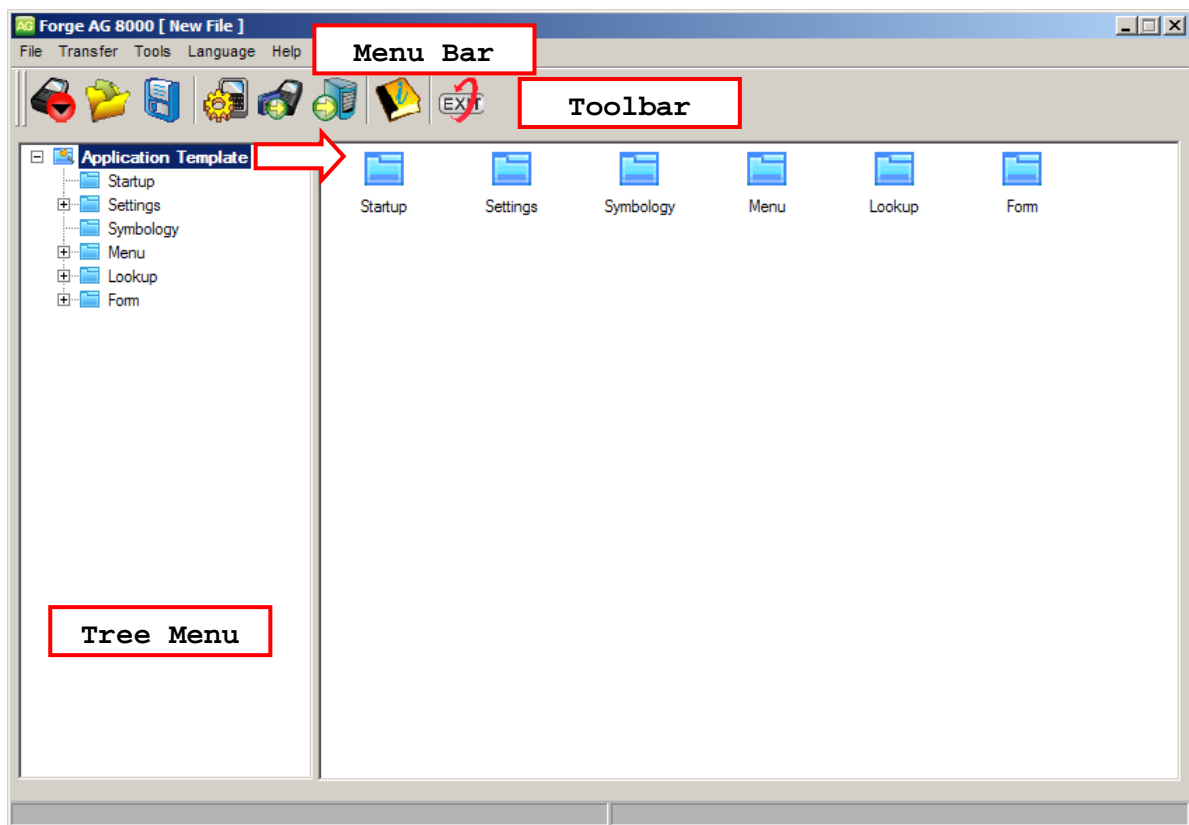 AG Forge AG 8000 [ New File ]
File Transfer Tools Language Help
Menu Bar
EXIT
Toolbar
Application Template
Startup
Settings
Symbology
Menu
Lookup
Form
Startup Settings Symbology Menu Lookup Form
Tree Menu